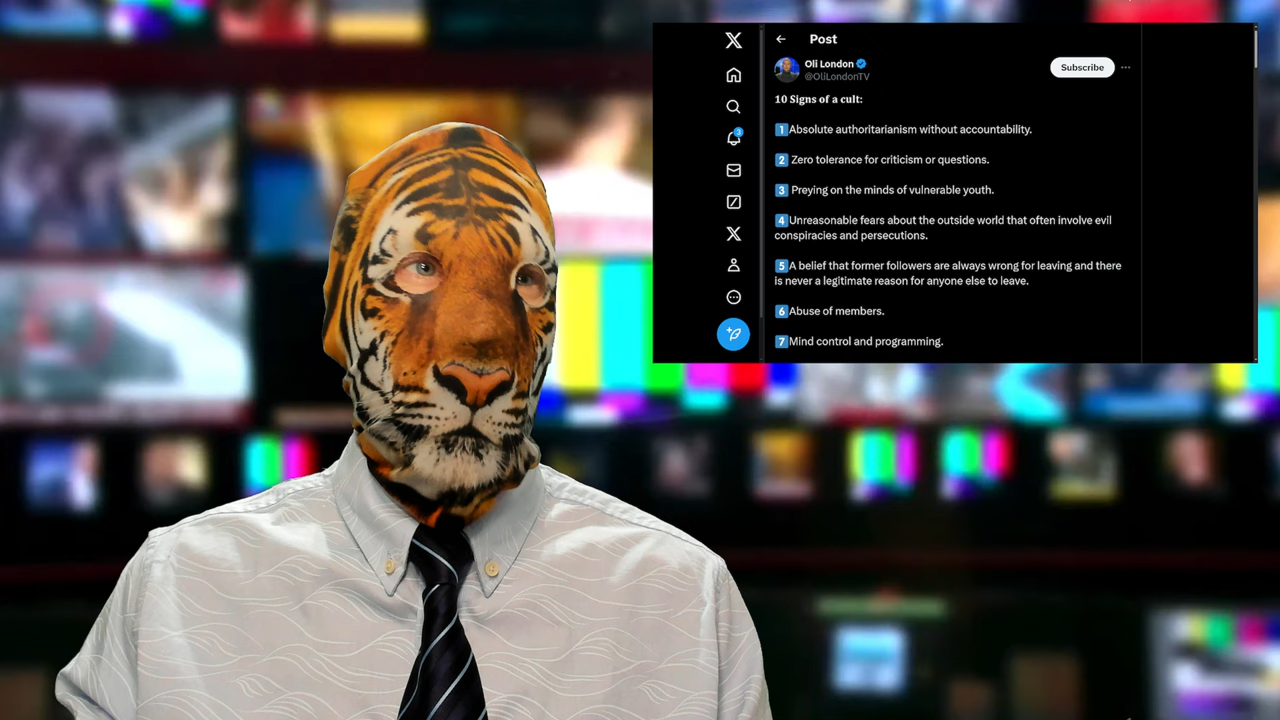 Post
Oli London
@OliLondonTV
Subscribe
10 Signs of a cult:
1 Absolute authoritarianism without accountability.
2 Zero tolerance for criticism or questions.
3
3 Preying on the minds of vulnerable youth.
4 Unreasonable fears about the outside world that often involve evil
conspiracies and persecutions.
5 A belief that former followers are always wrong for leaving and there
is never a legitimate reason for anyone else to leave.
6 Abuse of members.
7 Mind control and programming.